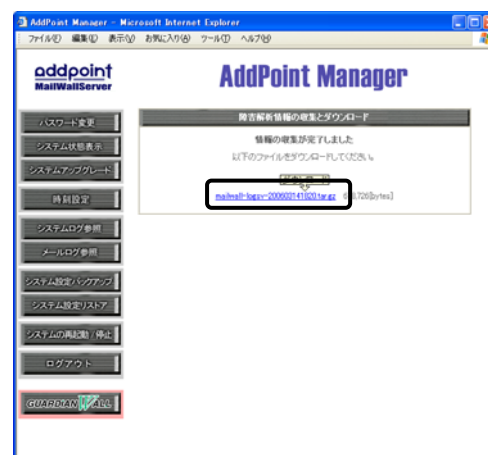 AddPoint Manager - Microsoft Internet Explorer
ファイル(F) 編集(E) 表示(V) お気に入り(A) ツール(T) ヘルプ(H)
addpoint
MailWallServer
AddPoint Manager
パスワード変更
システム状態表示
システムアップグレード
時刻設定
システムログ参照
メールログ参照
システム設定バックアップ
システム設定リストア
システムの再起動/停止
ログアウト
GUARDIAN WALL
障害解析情報の収集とダウンロード
情報の収集が完了しました
以下のファイルをダウンロードしてください。
mailwall-logsv-200603141820.tar.gz